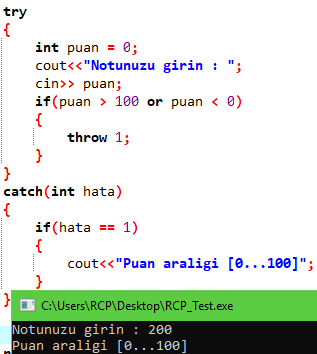 try
{
int puan = 0;
cout<<"Notunuzu girin : ";
cin>> puan;
if(puan > 100 or puan < 0)
{
throw 1;
}
}
catch(int hata)
{
if(hata == 1)
{
cout<<"Puan araligi [0...100]";
}
}
C:\Users\RCP\Desktop\RCP_Test.exe
Notunuzu girin : 200
Puan araligi [0...100]